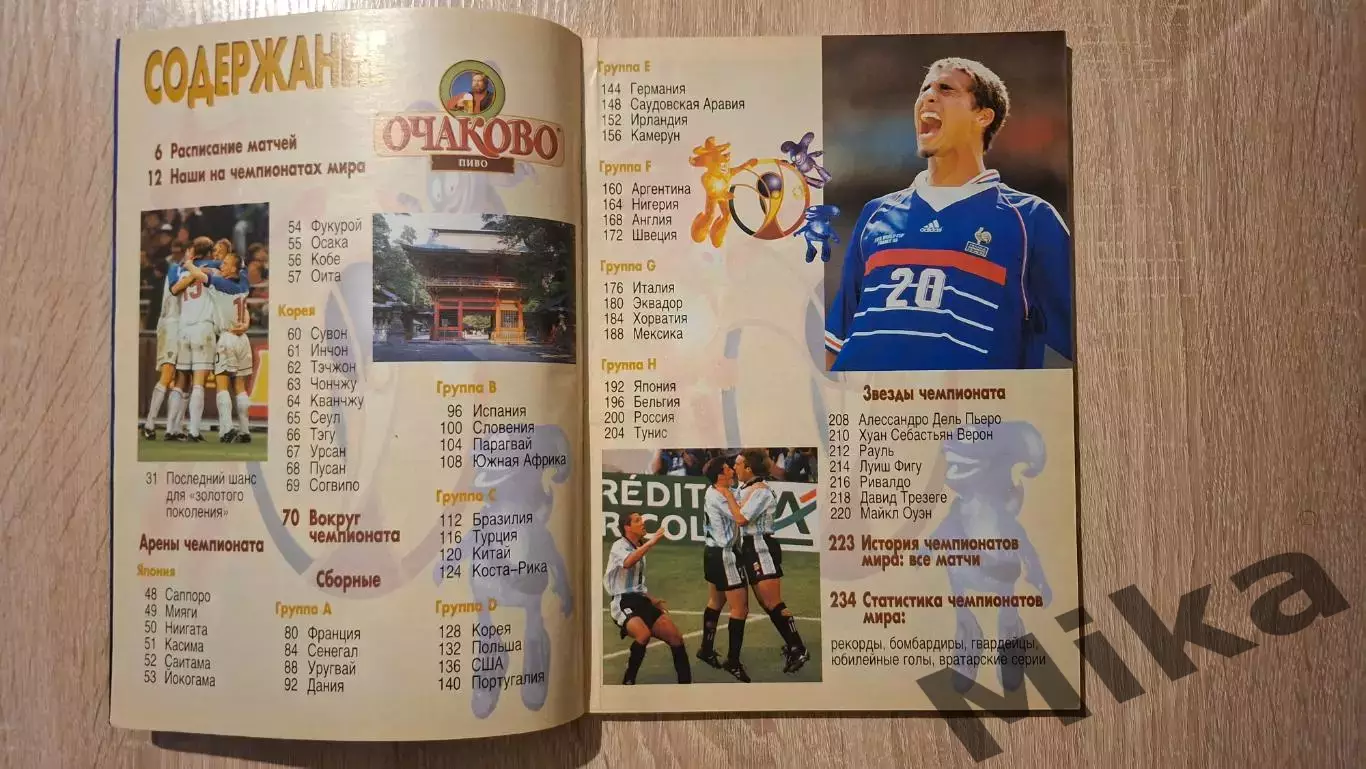 СОДЕРЖАНИ
ОЧАКОВО
ПИВО
6 Расписание матчей
12 Наши на чемпионатах мира
31 Последний шанс
для «золотого
поколения»
Арены чемпионата
Япония
48 Саппоро
49 Мияги
50 Ниигата
51 Касима
52 Саитама
53 Йокогама
54 Фукурой
55 Осака
56 Кобе
57 Оита
Корея
60 Сувон
61 Инчон
62 Тэчжон
63 Чончжу
64 Кванчжу
65 Сеул
66 Тэгу
67 Урсан
68 Пусан
69 Согвипо
70 Вокруг
чемпионата
Сборные
Группа A
80 Франция
84 Сенегал
88 Уругвай
92 Дания
Группа B
96 Испания
100 Словения
104 Парагвай
108 Южная Африка
Группа C
112 Бразилия
116 Турция
120 Китай
124 Коста-Рика
Группа D
128 Корея
132 Польша
136 США
140 Португалия
Группа E
144 Германия
148 Саудовская Аравия
152 Ирландия
156 Камерун
Группа F
160 Аргентина
164 Нигерия
168 Англия
172 Швеция
Группа G
176 Италия
180 Эквадор
184 Хорватия
188 Мексика
Группа H
192 Япония
196 Бельгия
200 Россия
204 Тунис
RÉDIT
RICOL
adidas
20
Звезды чемпионата
208 Алессандро Дель Пьеро
210 Хуан Себастьян Верон
212 Рауль
214 Луиш Фигу
216 Ривалдо
218 Давид Трезеге
220 Майкл Оуэн
223 История чемпионатов
мира: все матчи
234 Статистика чемпионатов
мира:
рекорды, бомбардиры, гвардейцы,
юбилейные голы, вратарские серии
Mika